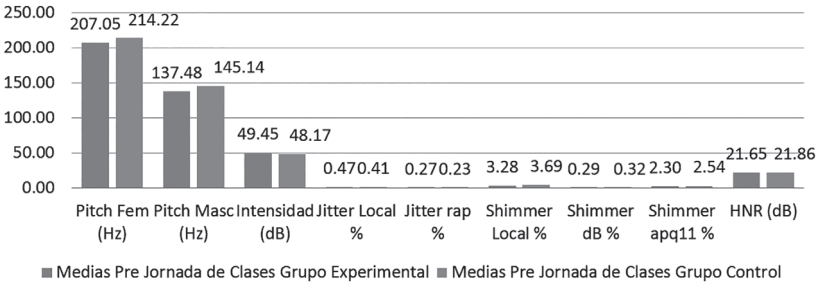 250.00
200.00
150.00
100.00
50.00
0.00
207.05 214.22
137.48 145.14
49.45 48.17
0.47 0.41
0.27 0.23
3.28 3.69
0.29 0.32
2.30 2.54
21.65 21.86
Pitch Fem (Hz)
Pitch Masc (Hz)
Intensidad (dB)
Jitter Local %
Jitter rap %
Shimmer Local %
Shimmer dB %
Shimmer apq11 %
HNR (dB)
Medias Pre Jornada de Clases Grupo Experimental
Medias Pre Jornada de Clases Grupo Control